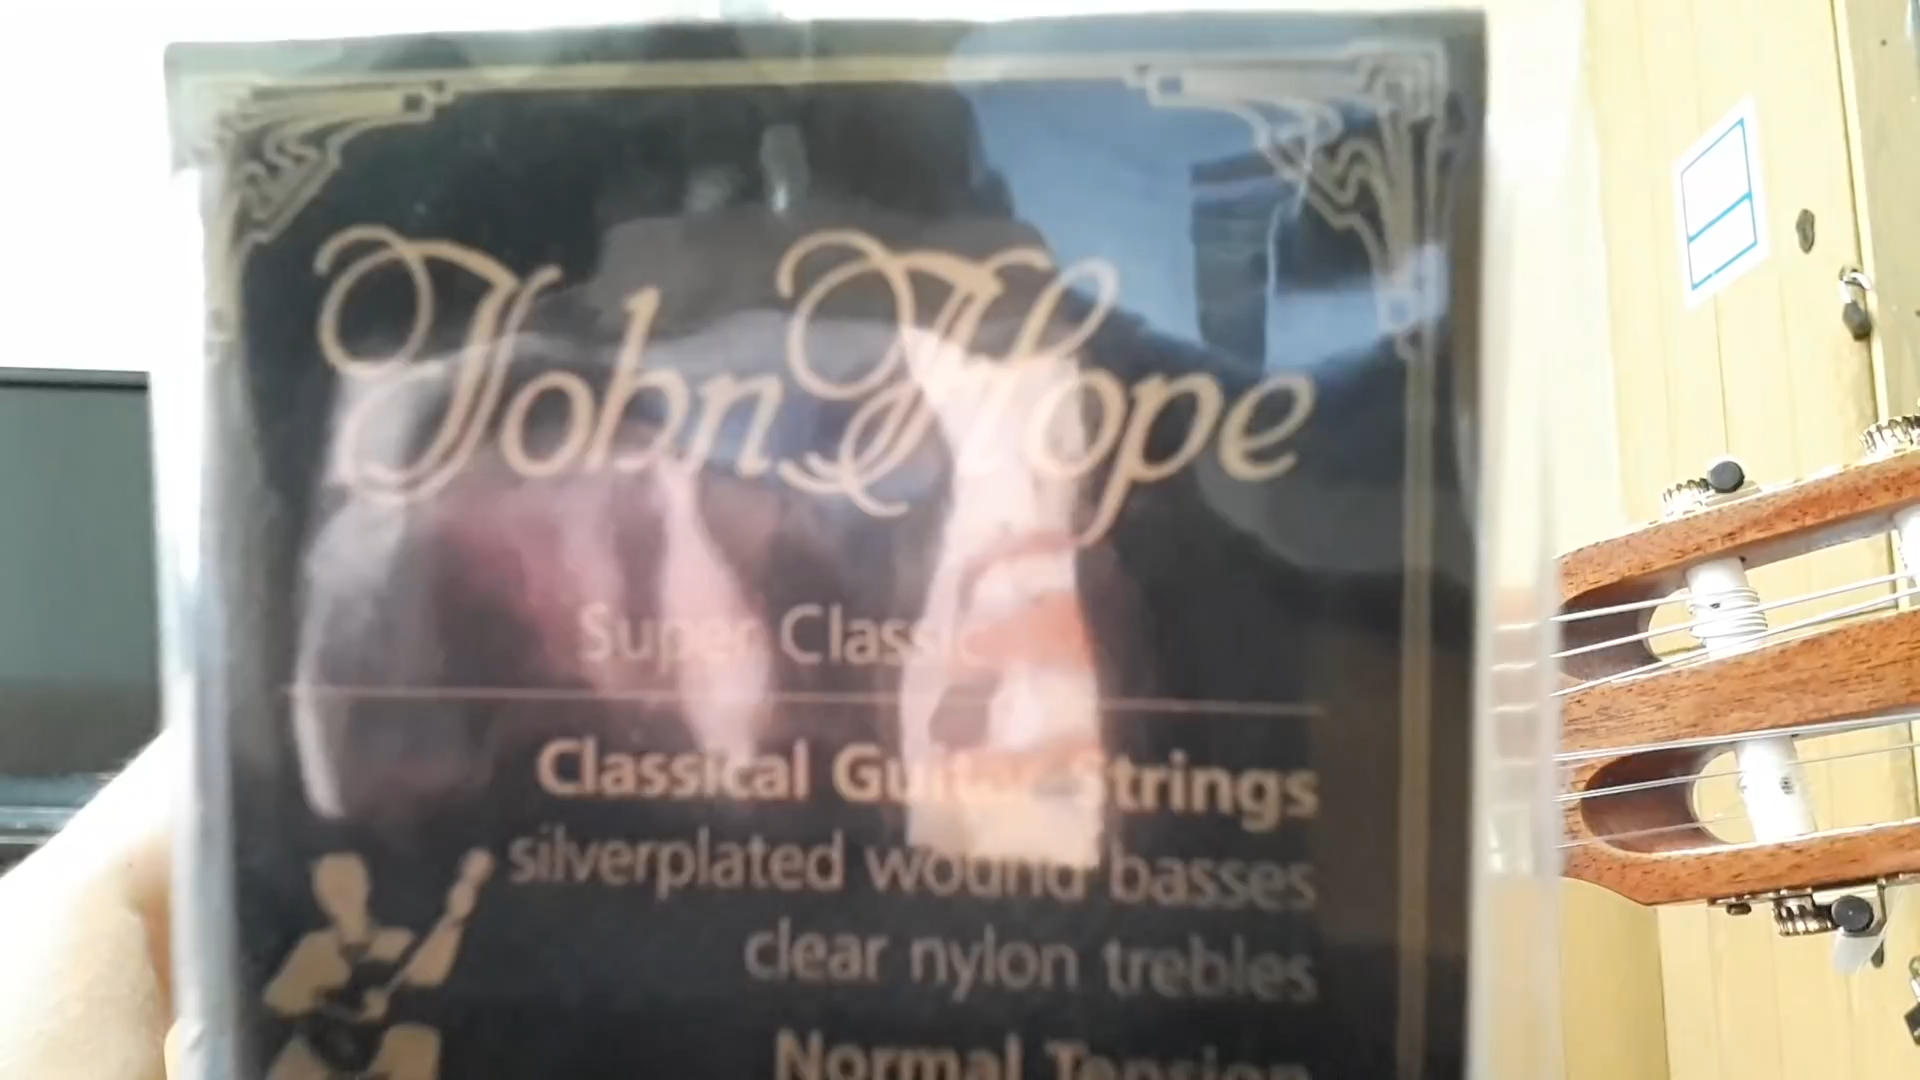 John Hope
Super Classic
Classical Guitar Strings
silverplated wound basses
clear nylon trebles
Normal Tension